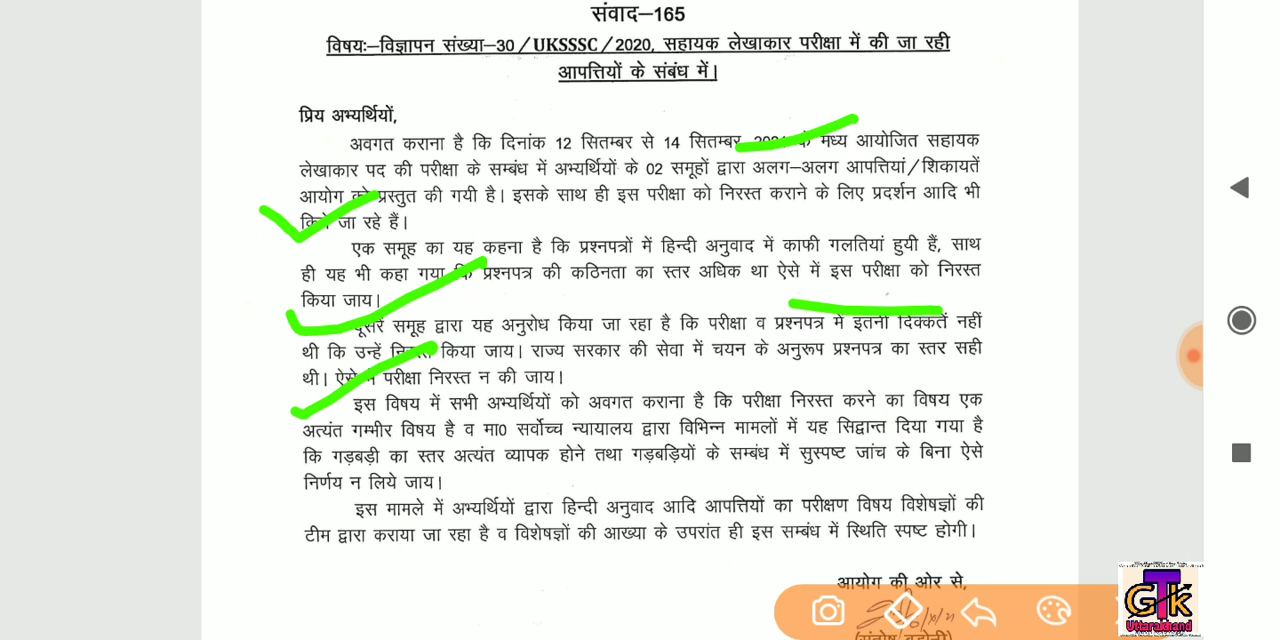 संवाद–165
विषयः–विज्ञापन संख्या–30/UKSSSC/2020, सहायक लेखाकार परीक्षा में की जा रही
आपत्तियों के संबंध में।
प्रिय अभ्यर्थियों,
अवगत कराना है कि दिनांक 12 सितम्बर से 14 सितम्बर 2021 के मध्य आयोजित सहायक
लेखाकार पद की परीक्षा के सम्बंध में अभ्यर्थियों के 02 समूहों द्वारा अलग–अलग आपत्तियां/शिकायतें
आयोग को प्रस्तुत की गयी है। इसके साथ ही इस परीक्षा को निरस्त कराने के लिए प्रदर्शन आदि भी
किये जा रहे हैं।
एक समूह का यह कहना है कि प्रश्नपत्रों में हिन्दी अनुवाद में काफी गलतियां हुयी हैं, साथ
ही यह भी कहा गया कि प्रश्नपत्र की कठिनता का स्तर अधिक था ऐसे में इस परीक्षा को निरस्त
किया जाय।
दूसरे समूह द्वारा यह अनुरोध किया जा रहा है कि परीक्षा व प्रश्नपत्र में इतनी दिक्कतें नहीं
थी कि उन्हें निरस्त किया जाय। राज्य सरकार की सेवा में चयन के अनुरूप प्रश्नपत्र का स्तर सही
थी। ऐसे में परीक्षा निरस्त न की जाय।
इस विषय में सभी अभ्यर्थियों को अवगत कराना है कि परीक्षा निरस्त करने का विषय एक
अत्यंत गम्भीर विषय है व मा0 सर्वोच्च न्यायालय द्वारा विभिन्न मामलों में यह सिद्वान्त दिया गया है
कि गड़बड़ी का स्तर अत्यंत व्यापक होने तथा गड़बड़ियों के सम्बंध में सुस्पष्ट जांच के बिना ऐसे
निर्णय न लिये जाय।
इस मामले में अभ्यर्थियों द्वारा हिन्दी अनुवाद आदि आपत्तियों का परीक्षण विषय विशेषज्ञों की
टीम द्वारा कराया जा रहा है व विशेषज्ञों की आख्या के उपरांत ही इस सम्बंध में स्थिति स्पष्ट होगी।
आयोग की ओर से,
GTK
Uttarakhand